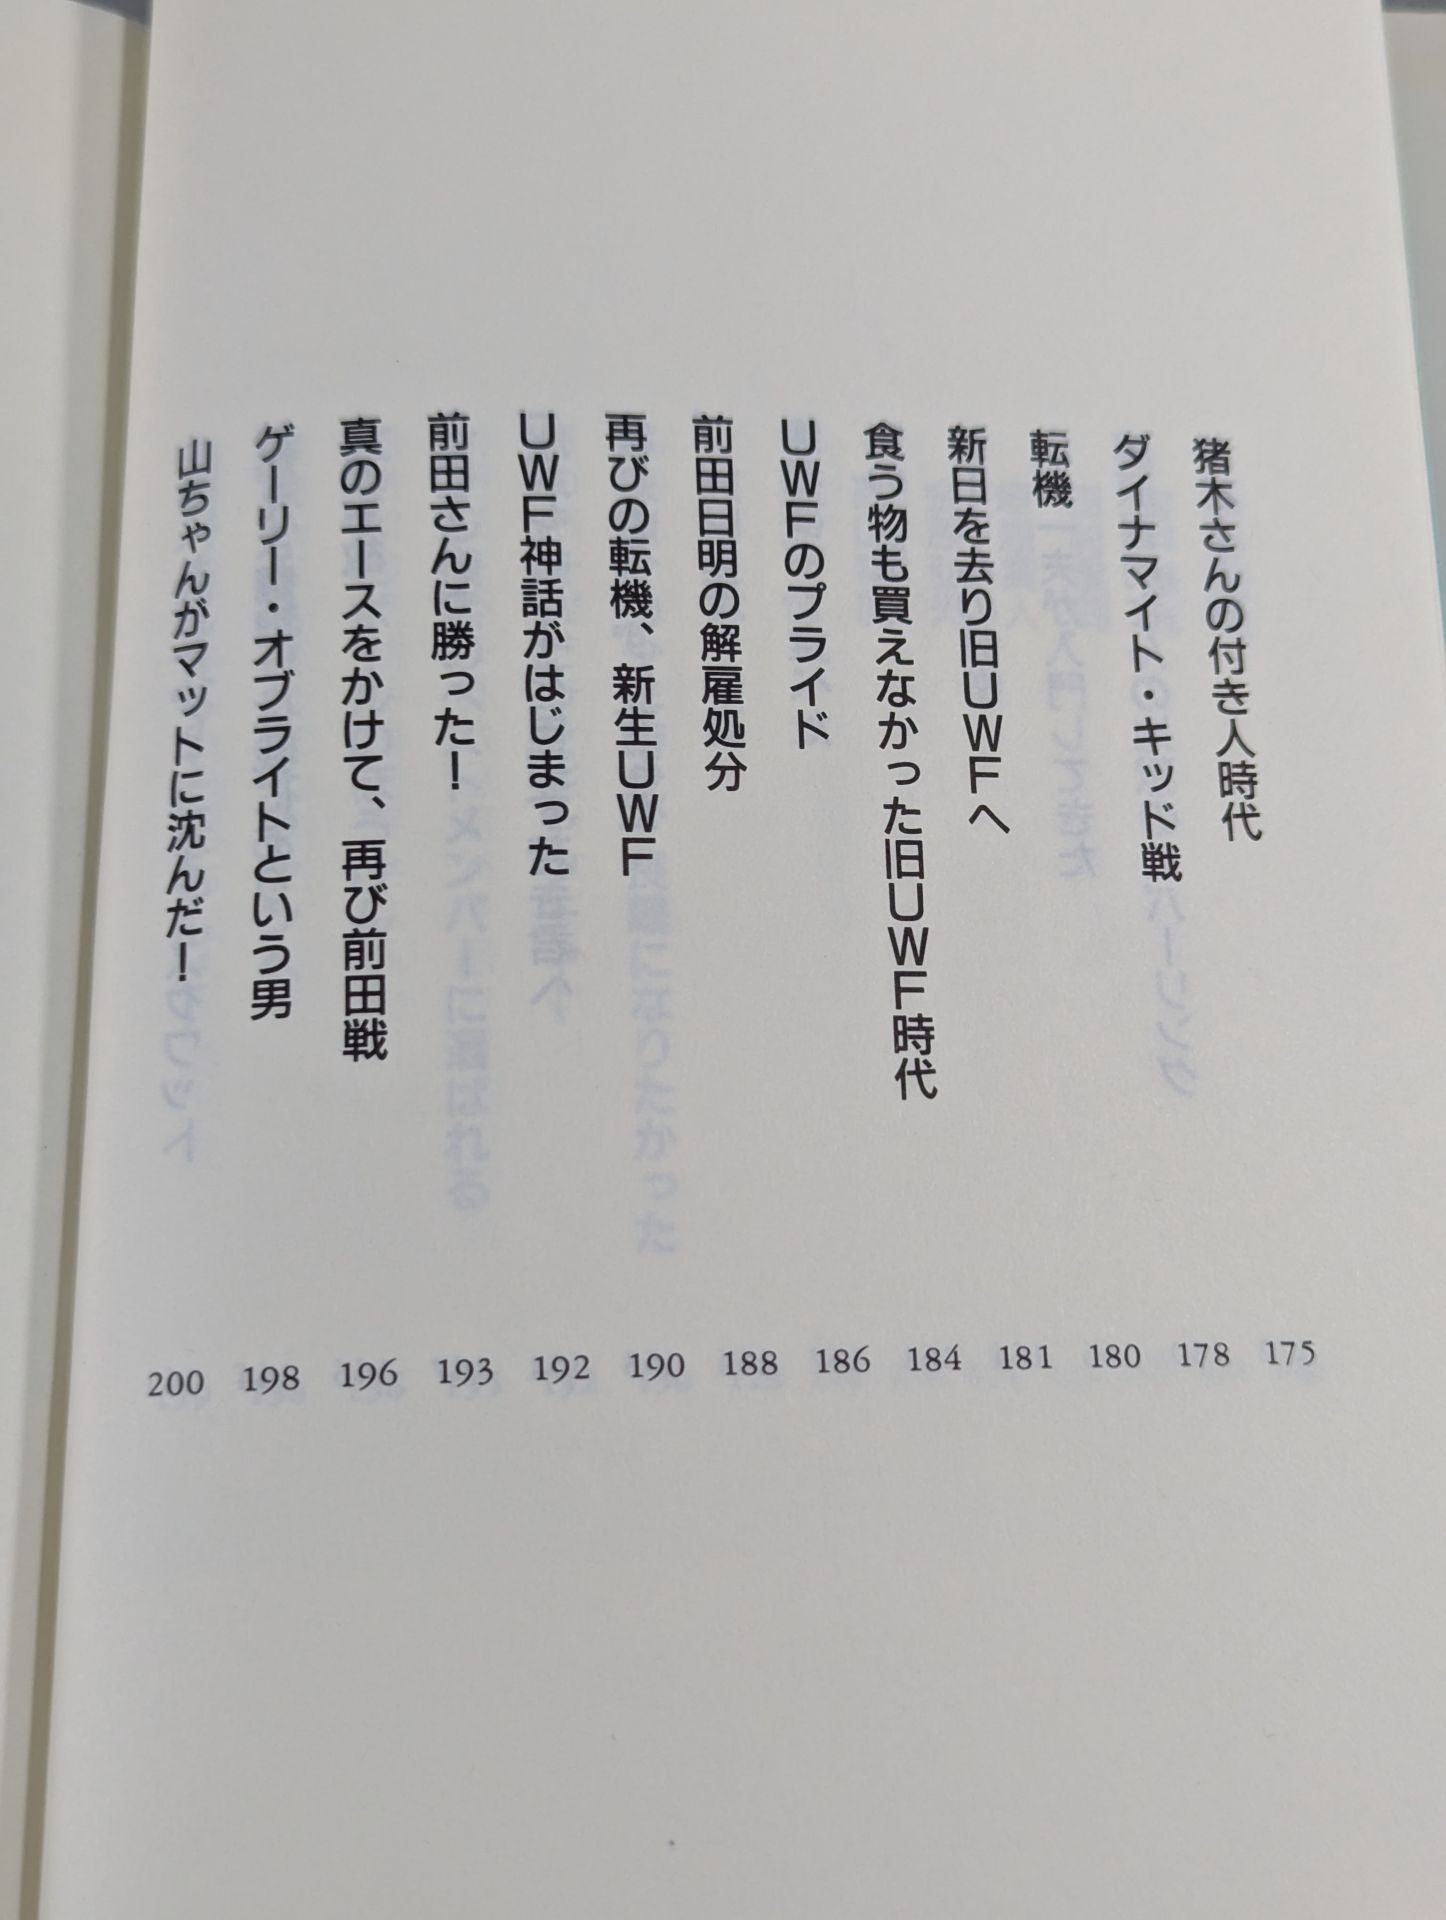 猪木さんの付き人時代 175
ダイナマイト・キッド戦 178
転機 180
新日を去り旧UWFへ 181
食う物も買えなかった旧UWF時代 184
UWFのプライド 186
前田日明の解雇処分 188
再びの転機、新生UWF 190
UWF神話がはじまった 192
前田さんに勝った! 193
真のエースをかけて、再び前田戦 196
ゲーリー・オブライトという男 198
山ちゃんがマットに沈んだ! 200